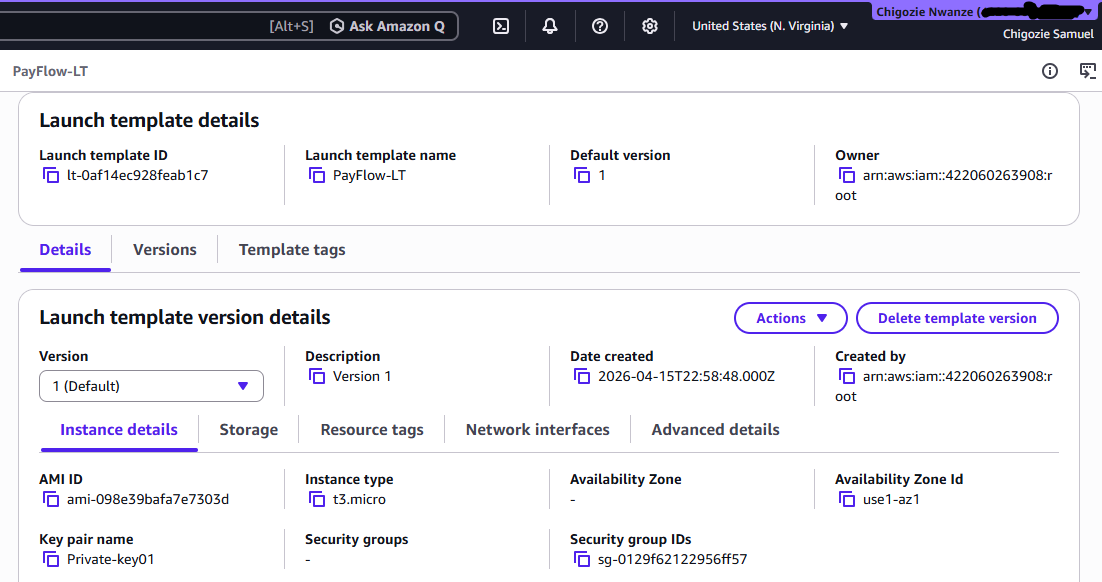 [Alt+S] Ask Amazon Q United States (N. Virginia) Chigozie Nwanze (
Chigozie Samuel
PayFlow-LT
Launch template details
Launch template ID Launch template name Default version Owner
lt-0af14ec928feab1c7 PayFlow-LT 1 arn:aws:iam::422060263908:r
oot
Details Versions Template tags
Launch template version details Actions Delete template version
Version Description Date created Created by
1 (Default) Version 1 2026-04-15T22:58:48.000Z arn:aws:iam::422060263908:r
oot
Instance details Storage Resource tags Network interfaces Advanced details
AMI ID Instance type Availability Zone Availability Zone Id
ami-098e39bafa7e7303d t3.micro - use1-az1
Key pair name Security groups Security group IDs
Private-key01 - sg-0129f62122956ff57